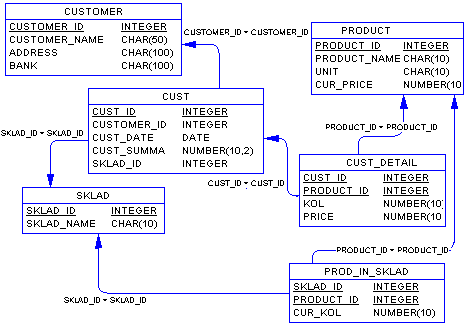 CUSTOMER
CUSTOMER_ID INTEGER
CUSTOMER_NAME CHAR(50)
ADDRESS CHAR(100)
BANK CHAR(100)
CUSTOMER_ID = CUSTOMER_ID
PRODUCT
PRODUCT_ID INTEGER
PRODUCT_NAME CHAR(10)
UNIT CHAR(10)
CUR_PRICE NUMBER(10
CUST
CUST_ID INTEGER
CUSTOMER_ID INTEGER
CUST_DATE DATE
CUST_SUMMA NUMBER(10,2)
SKLAD_ID INTEGER
SKLAD_ID = SKLAD_ID
PRODUCT_ID = PRODUCT_ID
CUST_ID = CUST_ID
CUST_DETAIL
CUST_ID INTEGER
PRODUCT_ID INTEGER
KOL NUMBER(10)
PRICE NUMBER(10
SKLAD
SKLAD_ID INTEGER
SKLAD_NAME CHAR(10)
PRODUCT_ID = PRODUCT_ID
SKLAD_ID = SKLAD_ID
PROD_IN_SKLAD
SKLAD_ID INTEGER
PRODUCT_ID INTEGER
CUR_KOL NUMBER(10)